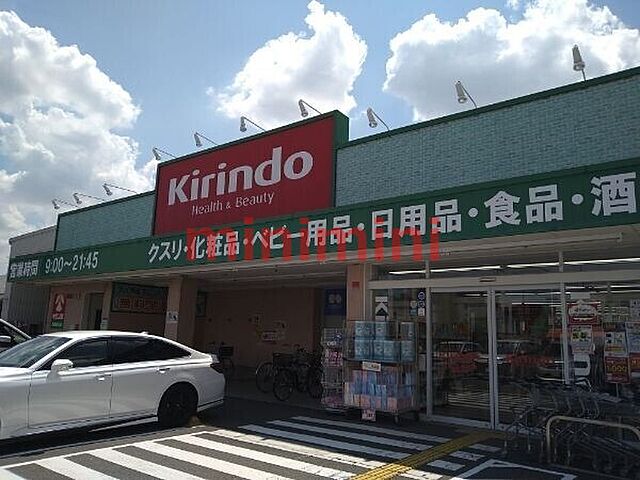 Kirindo
Health & Beauty
営業時間 9:00～21:45
クスリ・化粧品・ベビー用品・日用品・食品・酒
minimini